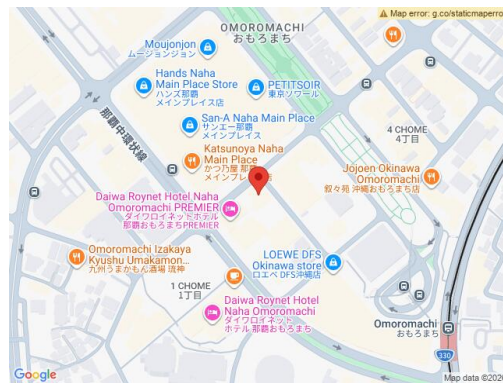 Map error: g.co/staticmaperro
OMOROMACHI
おもろまち
Moujonjon
ムージョンジョン
Hands Naha
Main Place Store
ハンズ那覇
メインプレイス店
PETITSOIR
東京ソワール
San-A Naha Main Place
サンエー那覇
メインプレイス
那覇中環状線
4 CHOME
4丁目
Katsunoya Naha
Main Place
かつ乃屋 那覇
メインプレイス店
Jojoen Okinawa
Omoromachi
叙々苑 沖縄おもろまち店
Daiwa Roynet Hotel Naha
Omoromachi PREMIER
ダイワロイネットホテル
那覇おもろまちPREMIER
Omoromachi Izakaya
Kyushu Umakamon...
九州うまかもん酒場 琉神
LOEWE DFS
Okinawa store
ロエベ DFS沖縄店
1 CHOME
1丁目
Daiwa Roynet Hotel
Naha Omoromachi
ダイワロイネット
ホテル 那覇おもろまち
Omoromachi
おもろまち
330
Google
Map data ©202